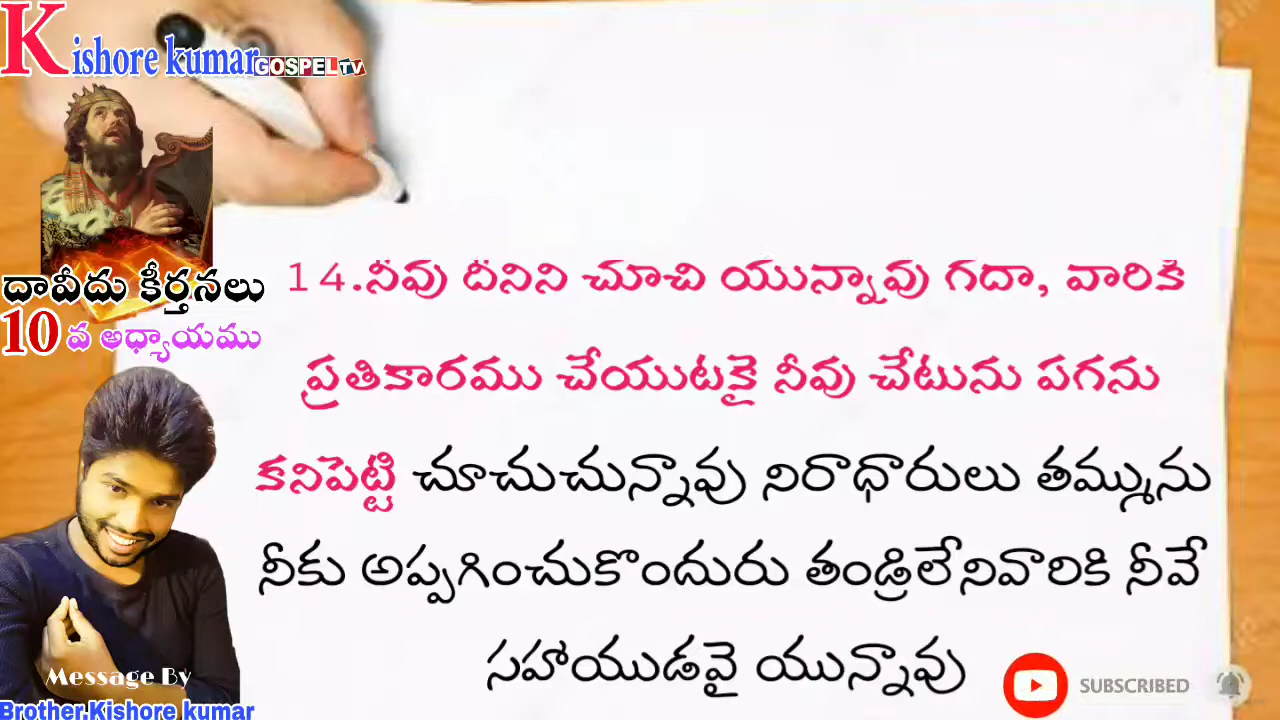 Kishore kumar
GOSPEL TV
దావీదు కీర్తనలు
10 వ అధ్యాయము
14.నీవు దీనిని చూచి యున్నావు గదా, వారికి
ప్రతికారము చేయుటకై నీవు చేటును పగను
కనిపెట్టి చూచుచున్నావు నిరాధారులు తమ్మును
నీకు అప్పగించుకొందురు తండ్రిలేనివారికి నీవే
సహాయుడవై యున్నావు
Message By
Brother.Kishore.kumar
SUBSCRIBED